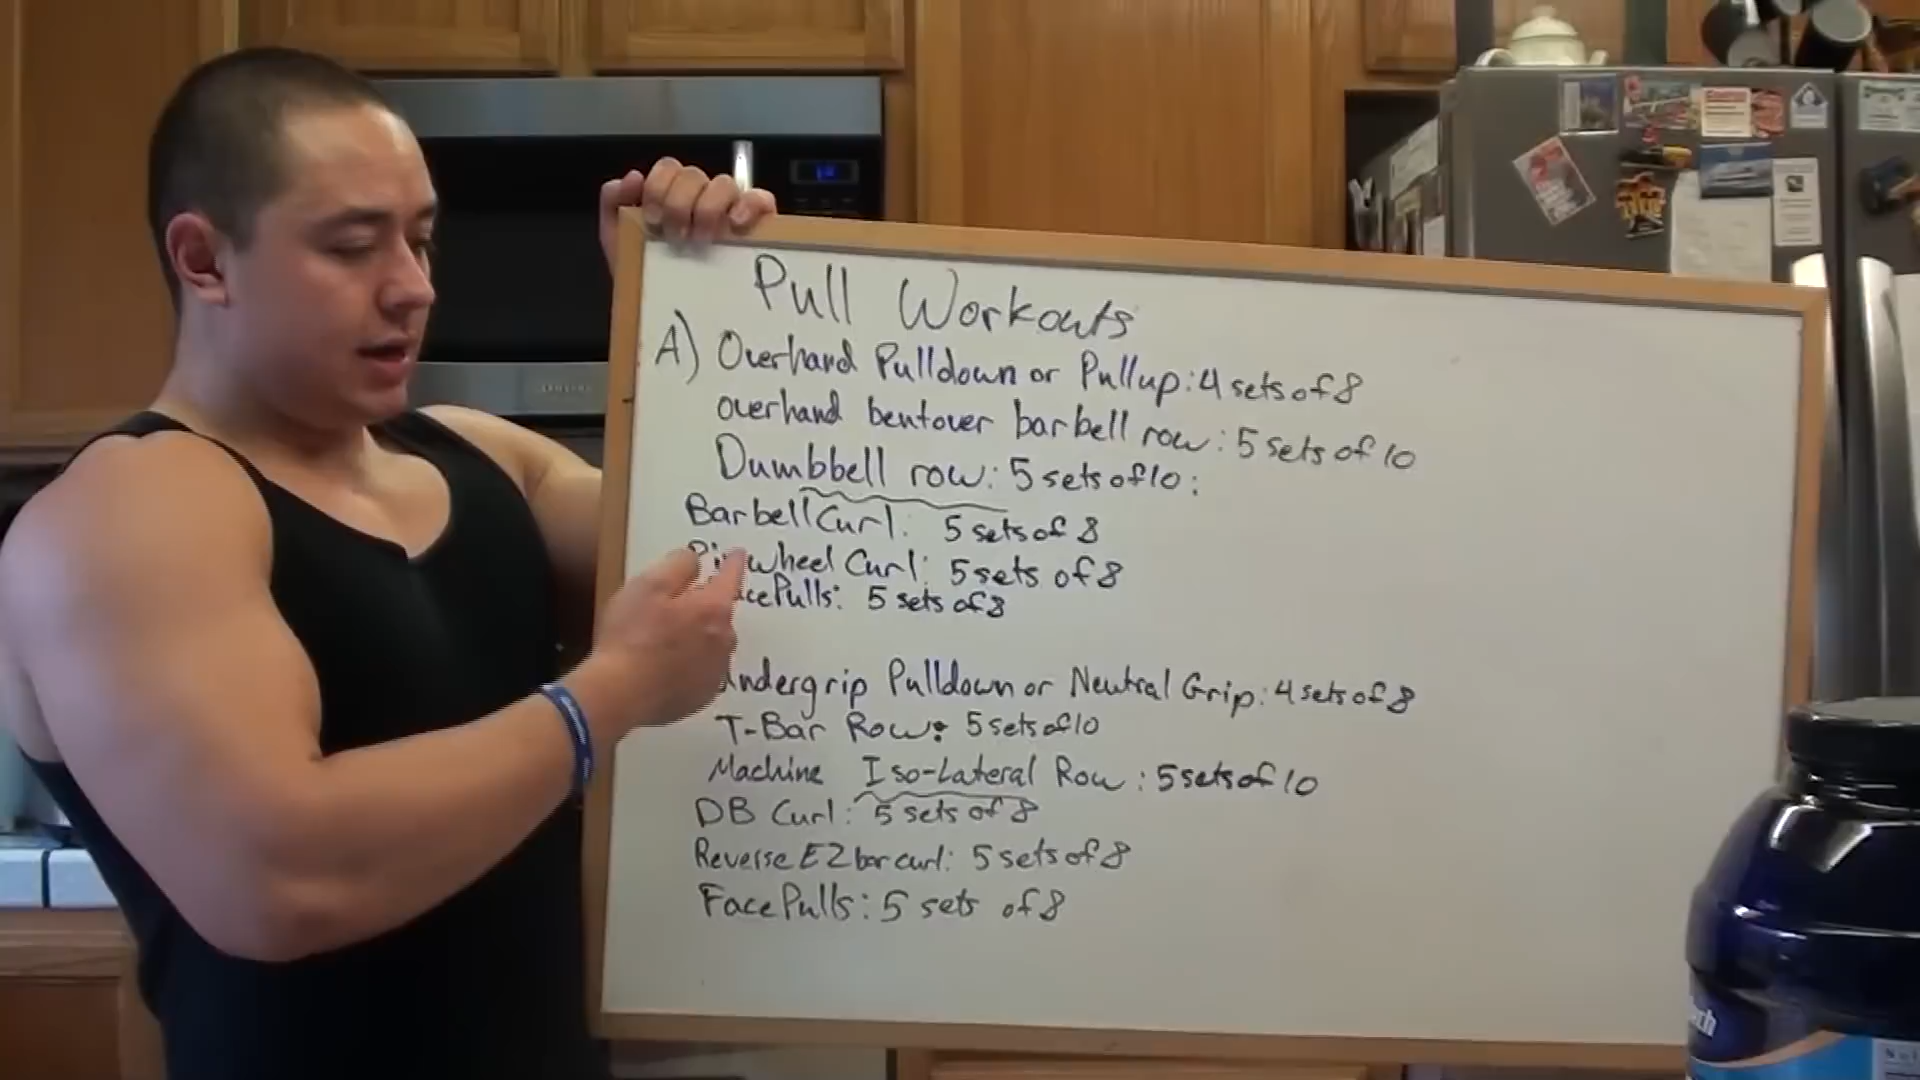 Pull Workouts
A) Overhand Pulldown or Pullup: 4 sets of 8
overhand bentover barbell row: 5 sets of 10
Dumbbell row: 5 sets of 10:
Barbell Curl: 5 sets of 8
wheel Curl: 5 sets of 8
Pulls: 5 sets of 8
undergrip Pulldown or Neutral Grip: 4 sets of 8
T-Bar Row: 5 sets of 10
Machine Iso-Lateral Row: 5 sets of 10
DB Curl: 5 sets of 8
Reverse EZ bar curl: 5 sets of 8
Face Pulls: 5 sets of 8